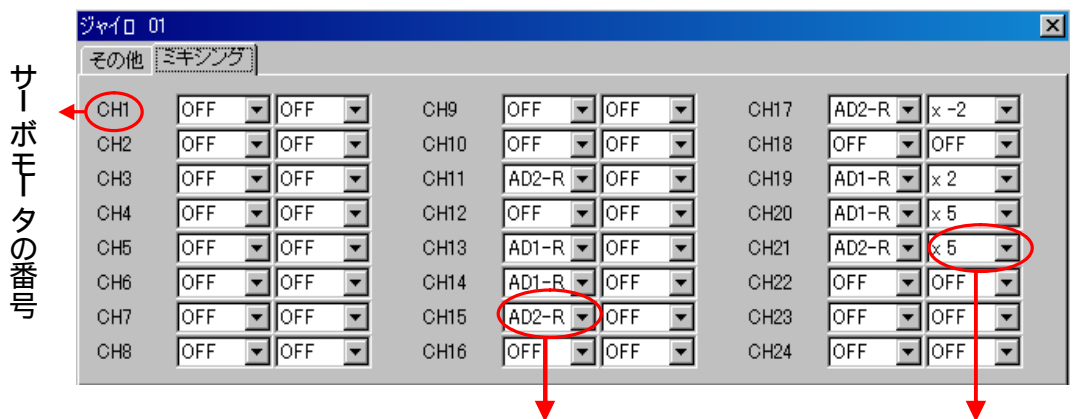 ジャイロ 01
その他 ミキシング
サーボモータの番号
CH1 OFF OFF CH9 OFF OFF CH17 AD2-R x -2
CH2 OFF OFF CH10 OFF OFF CH18 OFF OFF
CH3 OFF OFF CH11 AD2-R OFF CH19 AD1-R x 2
CH4 OFF OFF CH12 OFF OFF CH20 AD1-R x 5
CH5 OFF OFF CH13 AD1-R OFF CH21 AD2-R x 5
CH6 OFF OFF CH14 AD1-R OFF CH22 OFF OFF
CH7 OFF OFF CH15 AD2-R OFF CH23 OFF OFF
CH8 OFF OFF CH16 OFF OFF CH24 OFF OFF